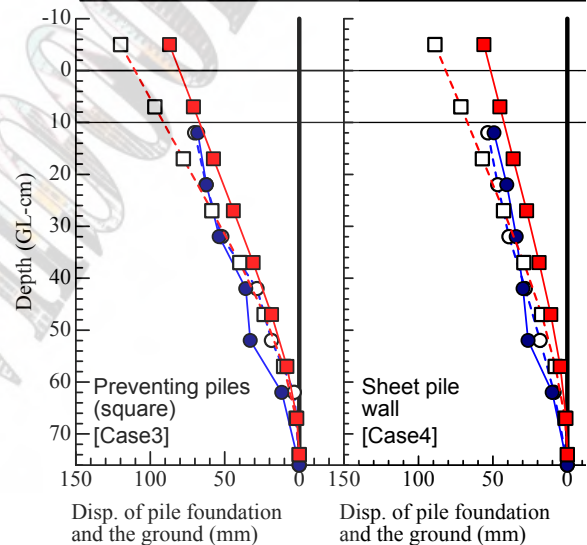 -10
0
10
20
30
40
50
60
70
Depth (GL-cm)
Preventing piles
(square)
[Case3]
Sheet pile
wall
[Case4]
150 100 50 0 150 100 50 0
Disp. of pile foundation
and the ground (mm)
Disp. of pile foundation
and the ground (mm)